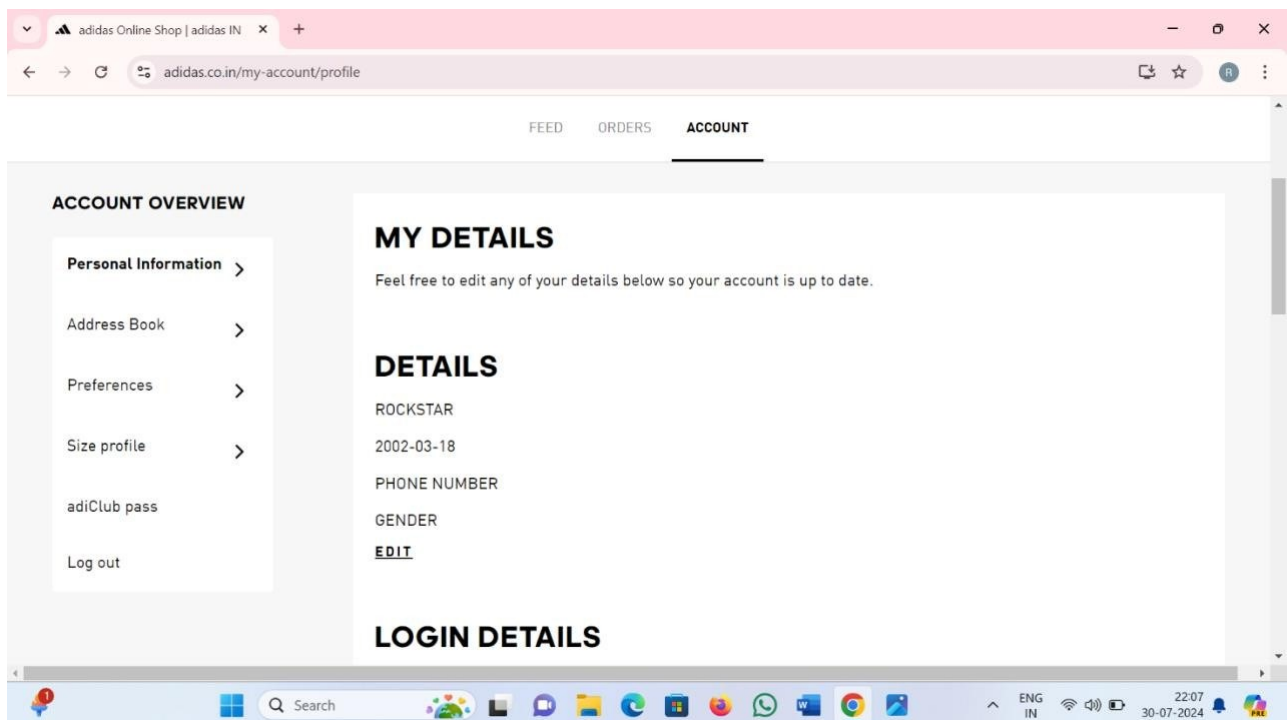 adidas Online Shop | adidas IN
adidas.co.in/my-account/profile
R
FEED ORDERS ACCOUNT
ACCOUNT OVERVIEW
Personal Information
Address Book
Preferences
Size profile
adiClub pass
Log out
MY DETAILS
Feel free to edit any of your details below so your account is up to date.
DETAILS
ROCKSTAR
2002-03-18
PHONE NUMBER
GENDER
EDIT
LOGIN DETAILS
1
Search
W
ENG
IN
22:07
30-07-2024
PRE